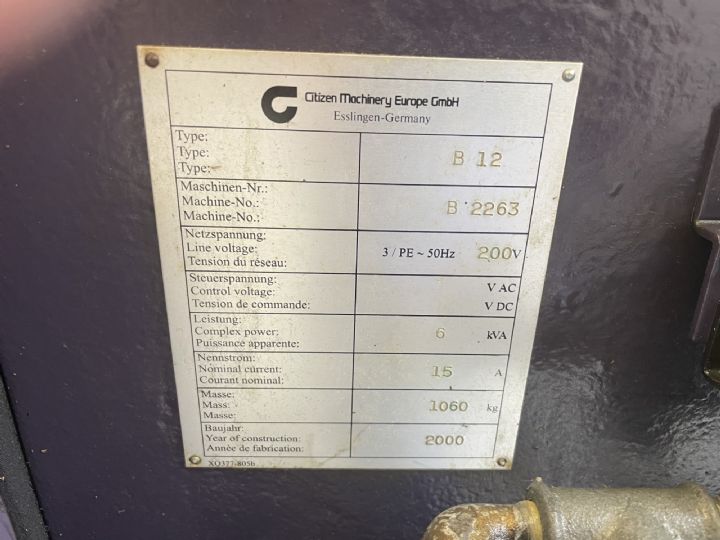 Citizen Machinery Europe GmbH
Esslingen-Germany
Type:
Type:
Type:
B 12
Maschinen-Nr.:
Machine-No.:
Machine-No.:
B 2263
Netzspannung:
Line voltage:
Tension du réseau:
3 / PE ~ 50Hz 200V
Steuerspannung:
Control voltage:
Tension de commande:
V AC
V DC
Leistung:
Complex power:
Puissance apparente:
6 kVA
Nennstrom:
Nominal current:
Courant nominal:
15 A
Masse:
Mass:
Masse:
1060 kg
Baujahr:
Year of construction:
Année de fabrication:
2000
XO377-805b